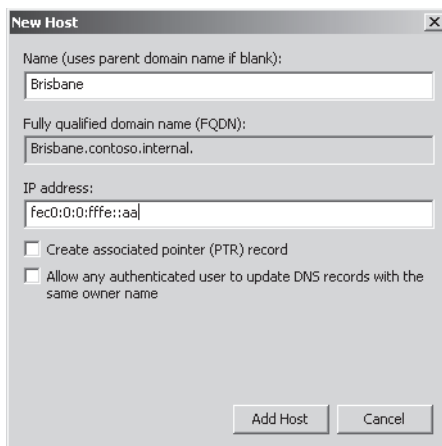 New Host
Name (uses parent domain name if blank):
Brisbane
Fully qualified domain name (FQDN):
Brisbane.contoso.internal.
IP address:
fec0:0:0:fffe::aa
Create associated pointer (PTR) record
Allow any authenticated user to update DNS records with the
same owner name
Add Host
Cancel